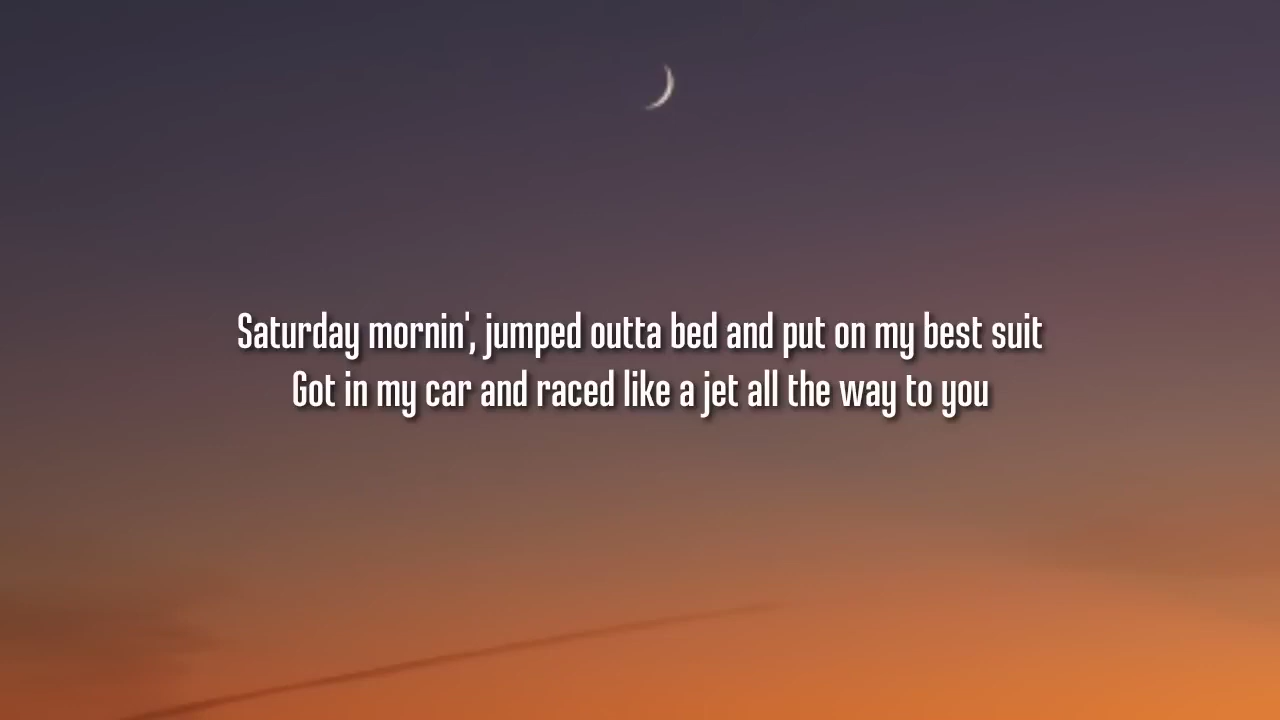 Saturday mornin', jumped outta bed and put on my best suit
Got in my car and raced like a jet all the way to you